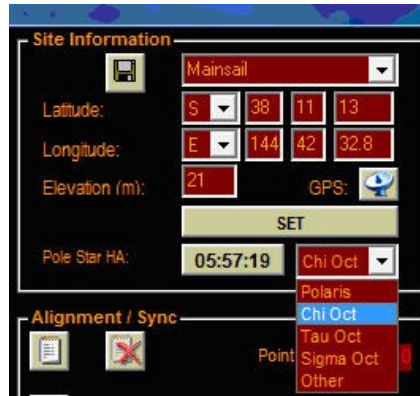 Site Information
Mainsail
Latitude: S 38 11 13
Longitude: E 144 42 32.8
Elevation (m): 21 GPS:
SET
Pole Star HA: 05:57:19 Chi Oct
Polaris
Chi Oct
Alignment / Sync
Tau Oct
Point Sigma Oct 0
Other